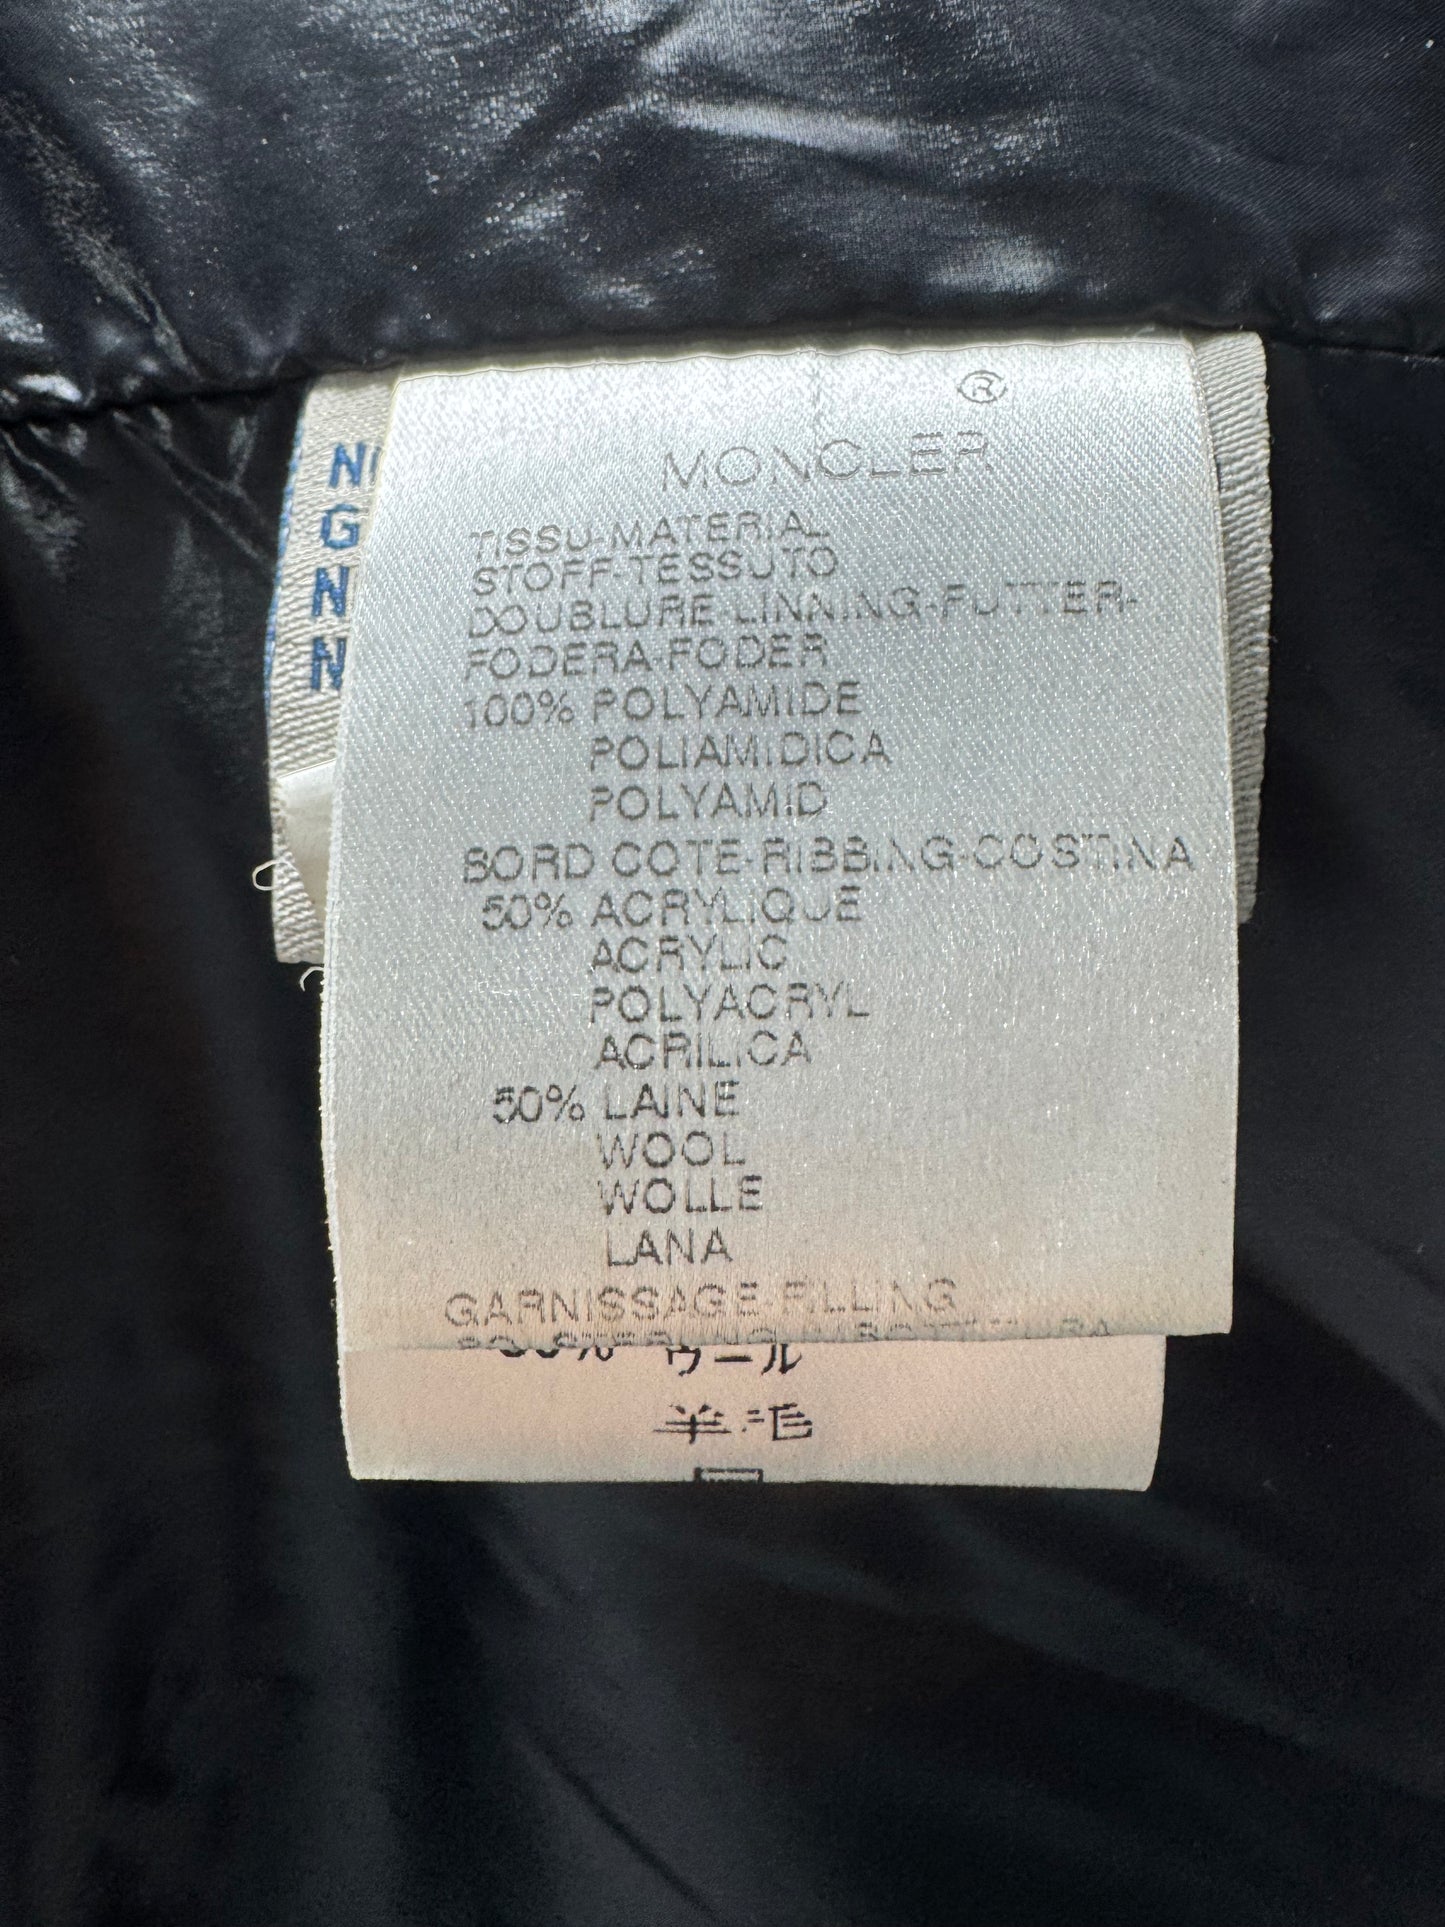 ®
MONCLER
TISSU-MATERIAL
STOFF-TESSUTO
DOUBLURE-LINNING-FUTTER-
FODERA-FODER
100% POLYAMIDE
POLIAMIDICA
POLYAMID
BORD COTE-RIBBING-COSTINA
50% ACRYLIQUE
ACRYLIC
POLYACRYL
ACRILICA
50% LAINE
WOOL
WOLLE
LANA
GARNISSAGE-FILLING
50% ウール
羊毛
N
G
N
N